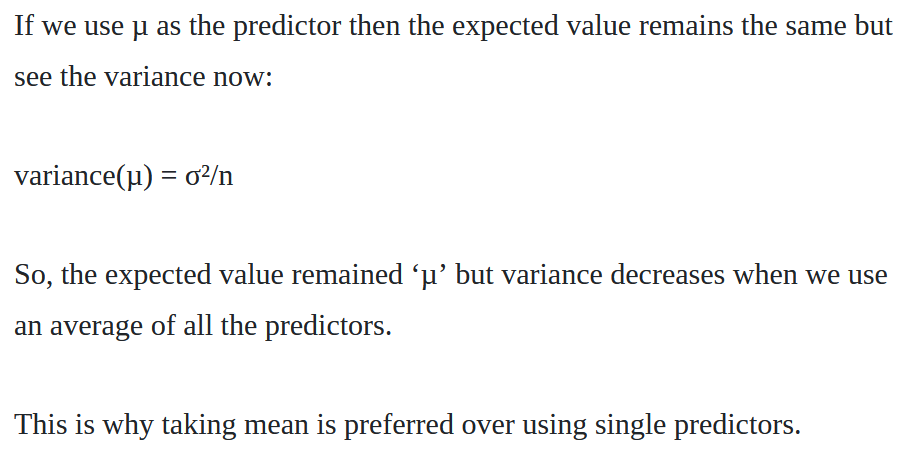 If we use µ as the predictor then the expected value remains the same but
see the variance now:
variance(µ) = σ²/n
So, the expected value remained ‘µ’ but variance decreases when we use
an average of all the predictors.
This is why taking mean is preferred over using single predictors.